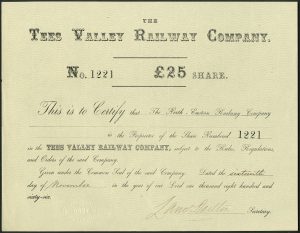 THE
TEES VALLEY RAILWAY COMPANY.
No. 1221 £25 SHARE.
This is to Certify that The North Eastern Railway Company
is the Proprietor of the Share Numbered 1221
in the TEES VALLEY RAILWAY COMPANY, subject to the Rules, Regulations,
and Orders of the said Company.
Given under the Common Seal of the said Company. Dated the sixteenth
day of November in the year of our Lord one thousand eight hundred and
sixty-six.
Secretary.